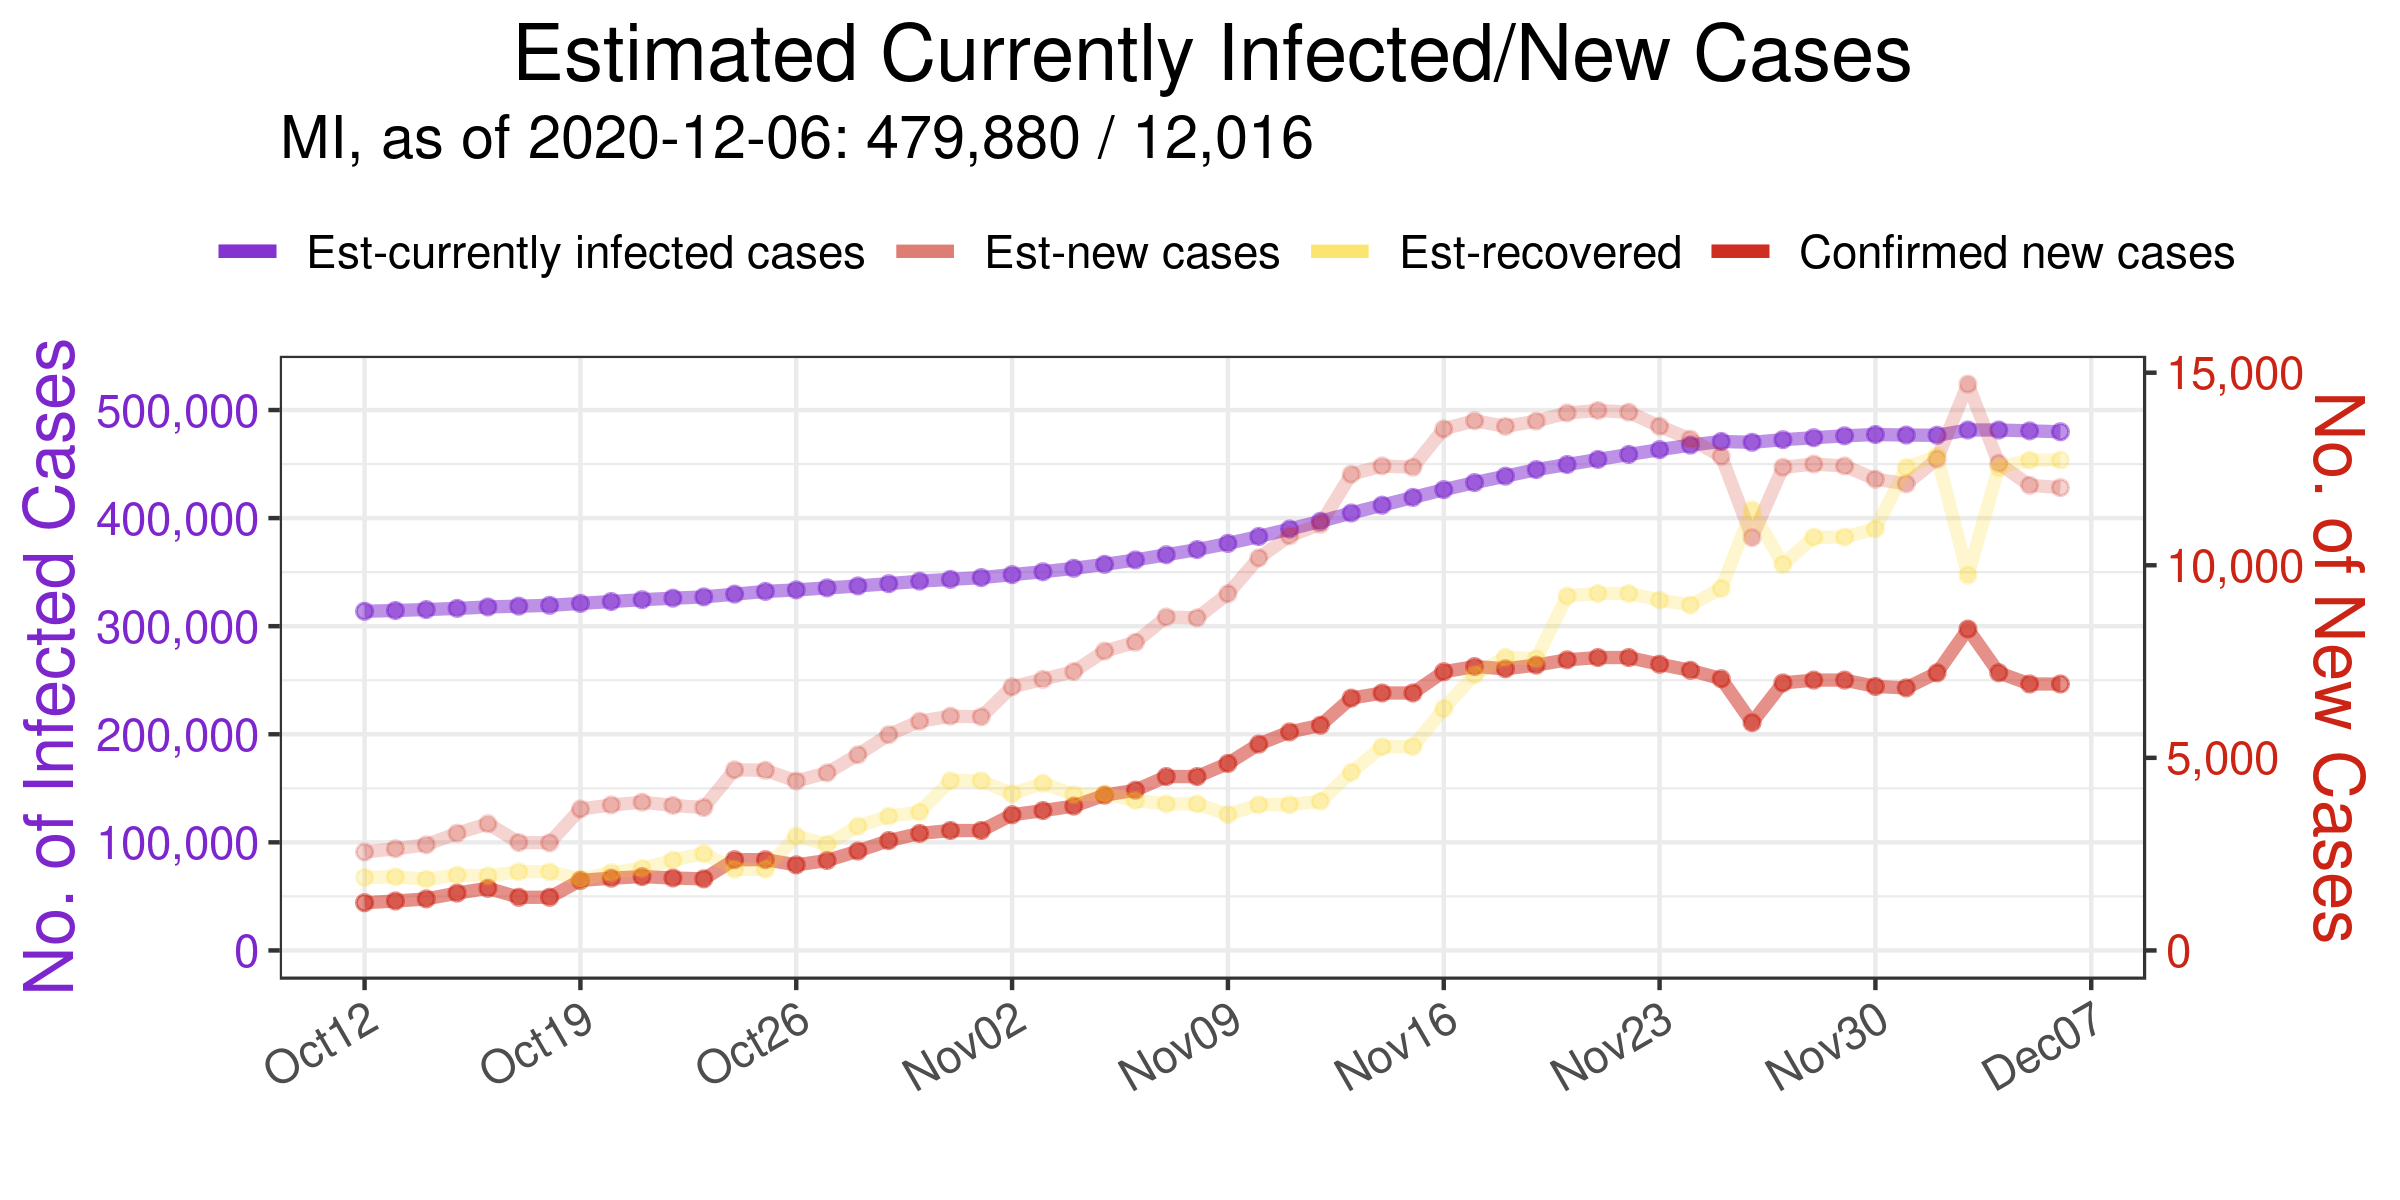 Estimated Currently Infected/New Cases
MI, as of 2020-12-06: 479,880 / 12,016
Est-currently infected cases Est-new cases Est-recovered Confirmed new cases
No. of Infected Cases
500,000
400,000
300,000
200,000
100,000
0
15,000
10,000
5,000
0
No. of New Cases
Oct12 Oct19 Oct26 Nov02 Nov09 Nov16 Nov23 Nov30 Dec07